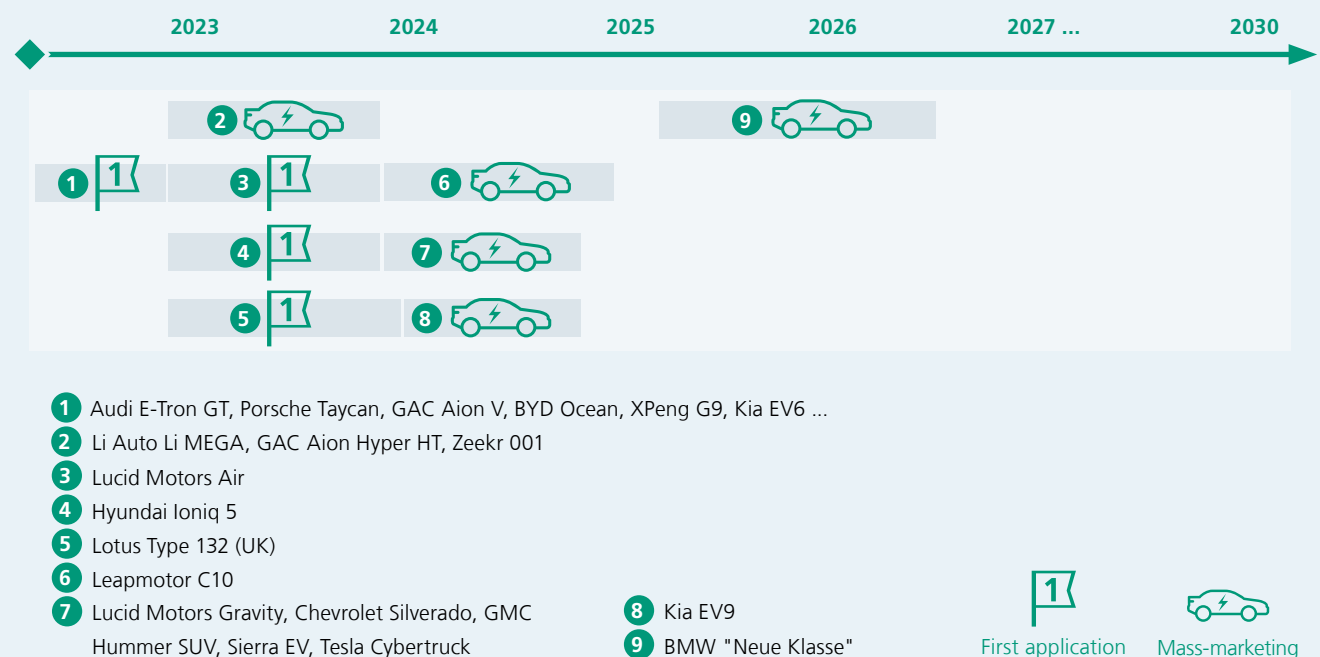 2023 2024 2025 2026 2027 ... 2030
2 9
1 1 3 1 6
4 1 7
5 1 8
1 Audi E-Tron GT, Porsche Taycan, GAC Aion V, BYD Ocean, XPeng G9, Kia EV6 ...
2 Li Auto Li MEGA, GAC Aion Hyper HT, Zeekr 001
3 Lucid Motors Air
4 Hyundai Ioniq 5
5 Lotus Type 132 (UK)
6 Leapmotor C10
7 Lucid Motors Gravity, Chevrolet Silverado, GMC
Hummer SUV, Sierra EV, Tesla Cybertruck
8 Kia EV9
9 BMW "Neue Klasse"
1
First application
Mass-marketing